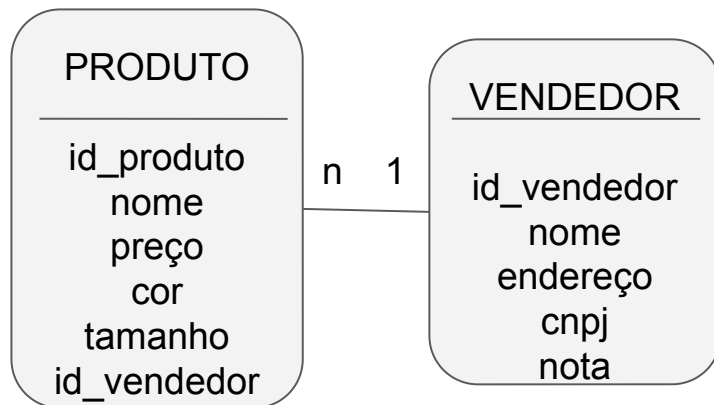 PRODUTO
id_produto
nome
preço
cor
tamanho
id_vendedor
n 1
VENDEDOR
id_vendedor
nome
endereço
cnpj
nota